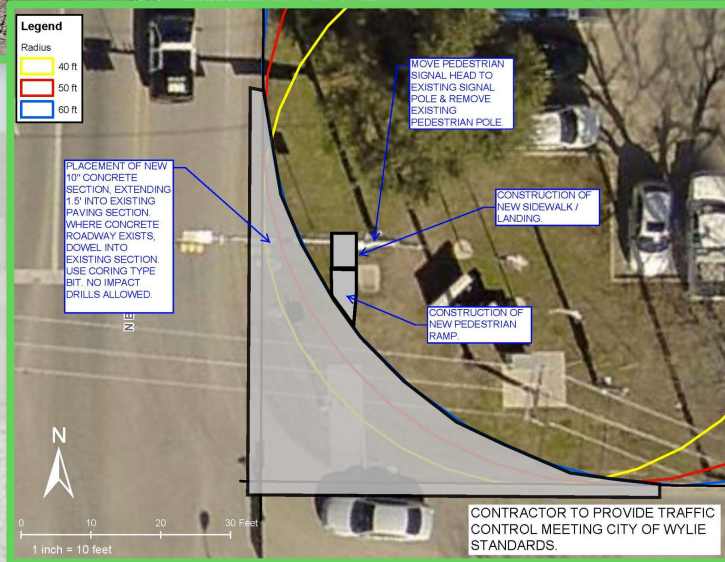 Legend
Radius
40 ft
50 ft
60 ft
MOVE PEDESTRIAN
SIGNAL HEAD TO
EXISTING SIGNAL
POLE & REMOVE
EXISTING
PEDESTRIAN POLE.
PLACEMENT OF NEW
10" CONCRETE
SECTION, EXTENDING
1.5' INTO EXISTING
PAVING SECTION.
WHERE CONCRETE
ROADWAY EXISTS,
DOWEL INTO
EXISTING SECTION.
USE CORING TYPE
BIT. NO IMPACT
DRILLS ALLOWED.
CONSTRUCTION OF
NEW SIDEWALK /
LANDING.
CONSTRUCTION OF
NEW PEDESTRIAN
RAMP.
N
0 10 20 30 Feet
1 inch = 10 feet
CONTRACTOR TO PROVIDE TRAFFIC
CONTROL MEETING CITY OF WYLIE
STANDARDS.